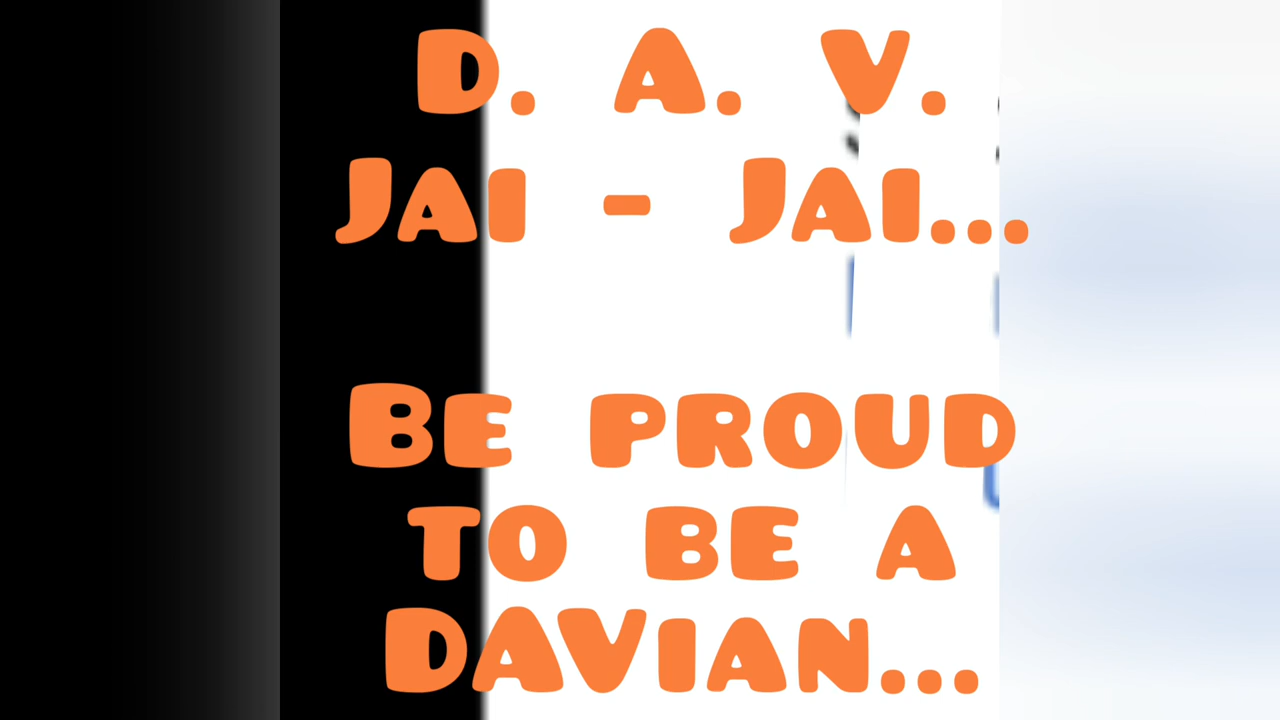 D. A. V.
Jai - Jai...
Be proud
to be a
DAVian...